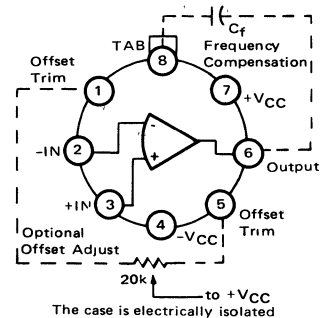 Cf
TAB
Frequency
Compensation
8
Offset
Trim
1
7
+VCC
-IN
2
-
+
6
Output
+IN
3
5
Offset
Trim
4
-VCC
Optional
Offset Adjust
20k
to +VCC
The case is electrically isolated